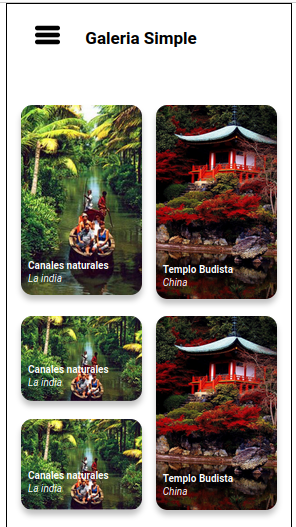 Galeria Simple
Canales naturales
La india
Templo Budista
China
Canales naturales
La india
Canales naturales
La india
Templo Budista
China